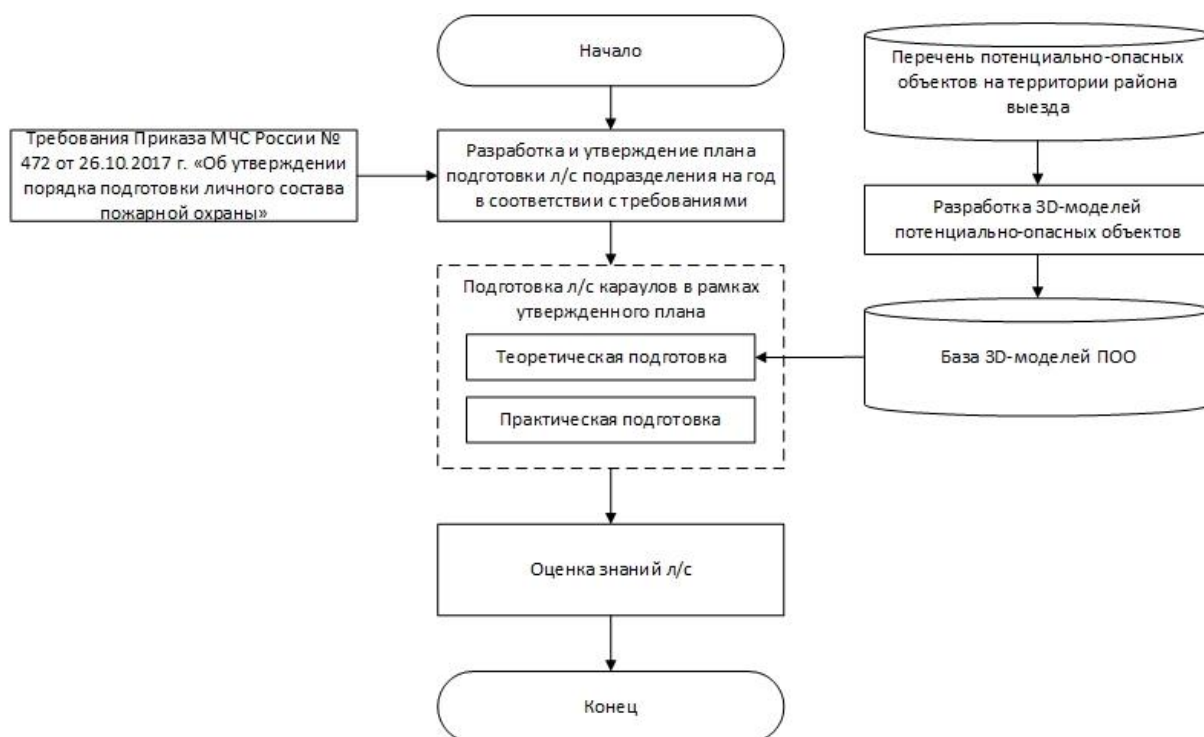 Начало
Перечень потенциально-опасных
объектов на территории района
выезда
Требования Приказа МЧС России №
472 от 26.10.2017 г. «Об утверждении
порядка подготовки личного состава
пожарной охраны»
Разработка и утверждение плана
подготовки л/с подразделения на год
в соответствии с требованиями
Разработка 3D-моделей
потенциально-опасных объектов
Подготовка л/с караулов в рамках
утвержденного плана
Теоретическая подготовка
База 3D-моделей ПОО
Практическая подготовка
Оценка знаний л/с
Конец